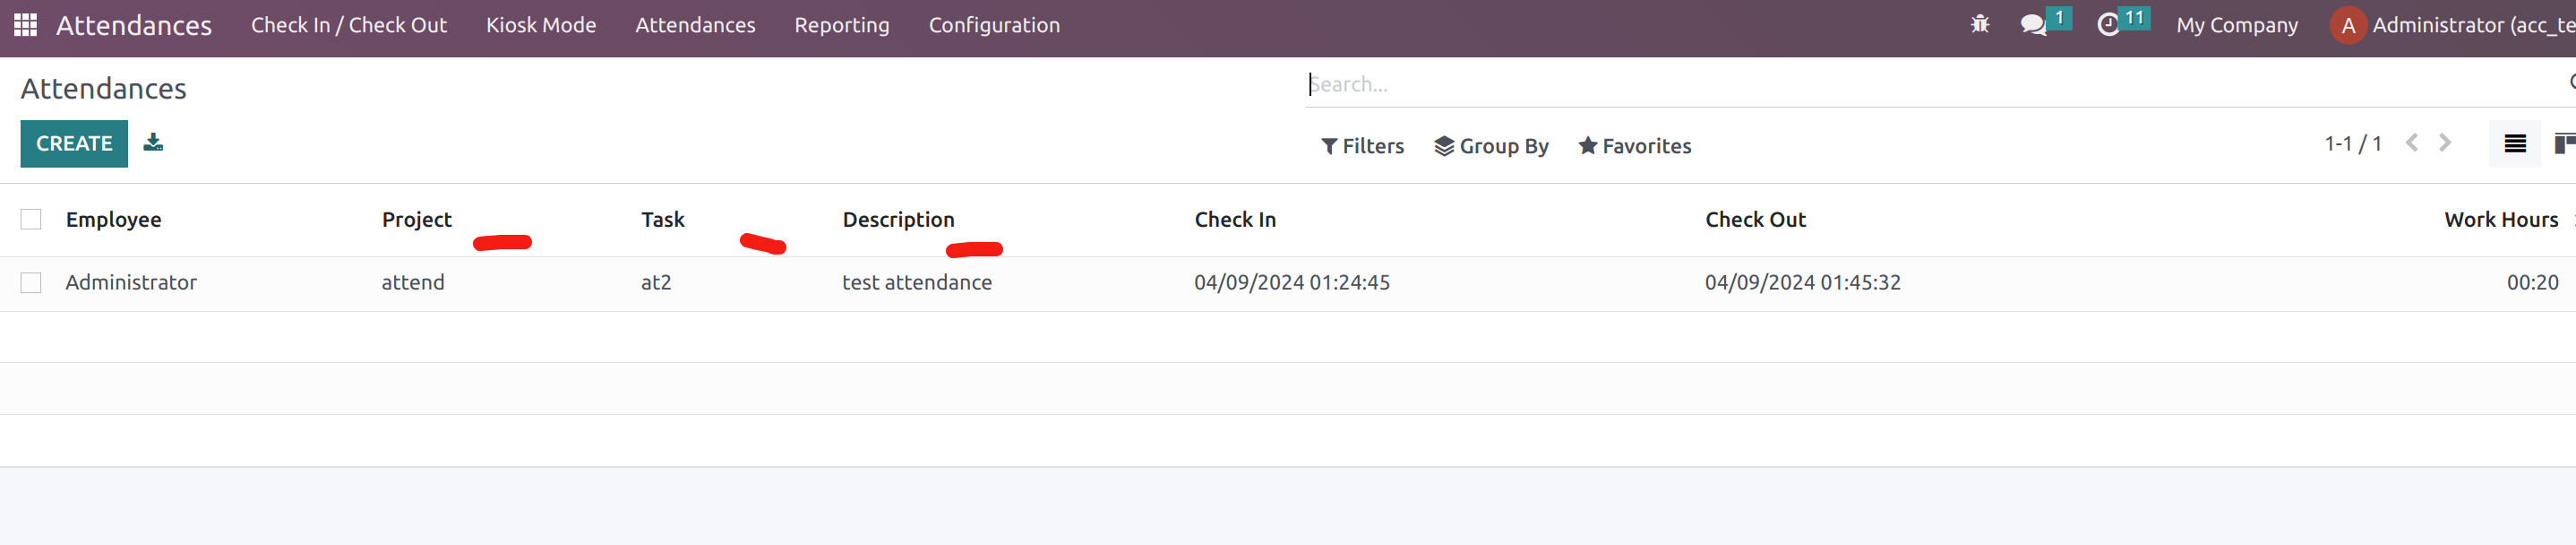 Attendances Check In / Check Out Kiosk Mode Attendances Reporting Configuration 1 11 My Company A Administrator (acc_te
Attendances Search...
CREATE Filters Group By Favorites 1-1 / 1
Employee Project Task Description Check In Check Out Work Hours
Administrator attend at2 test attendance 04/09/2024 01:24:45 04/09/2024 01:45:32 00:20